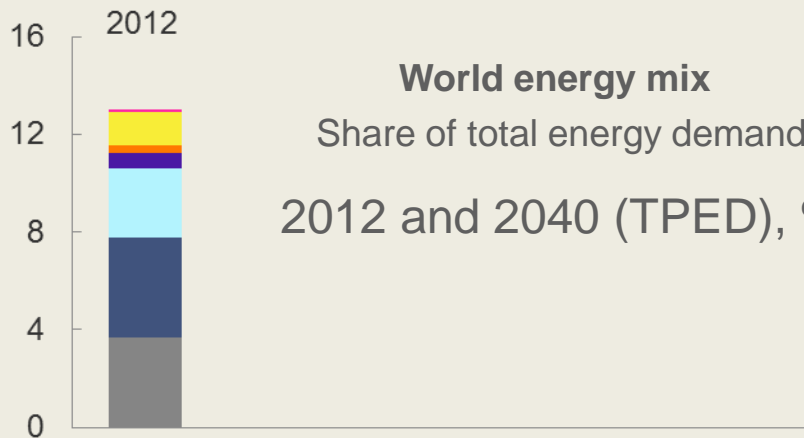 16
2012
World energy mix
12
Share of total energy demand
2012 and 2040 (TPED),
8
4
0